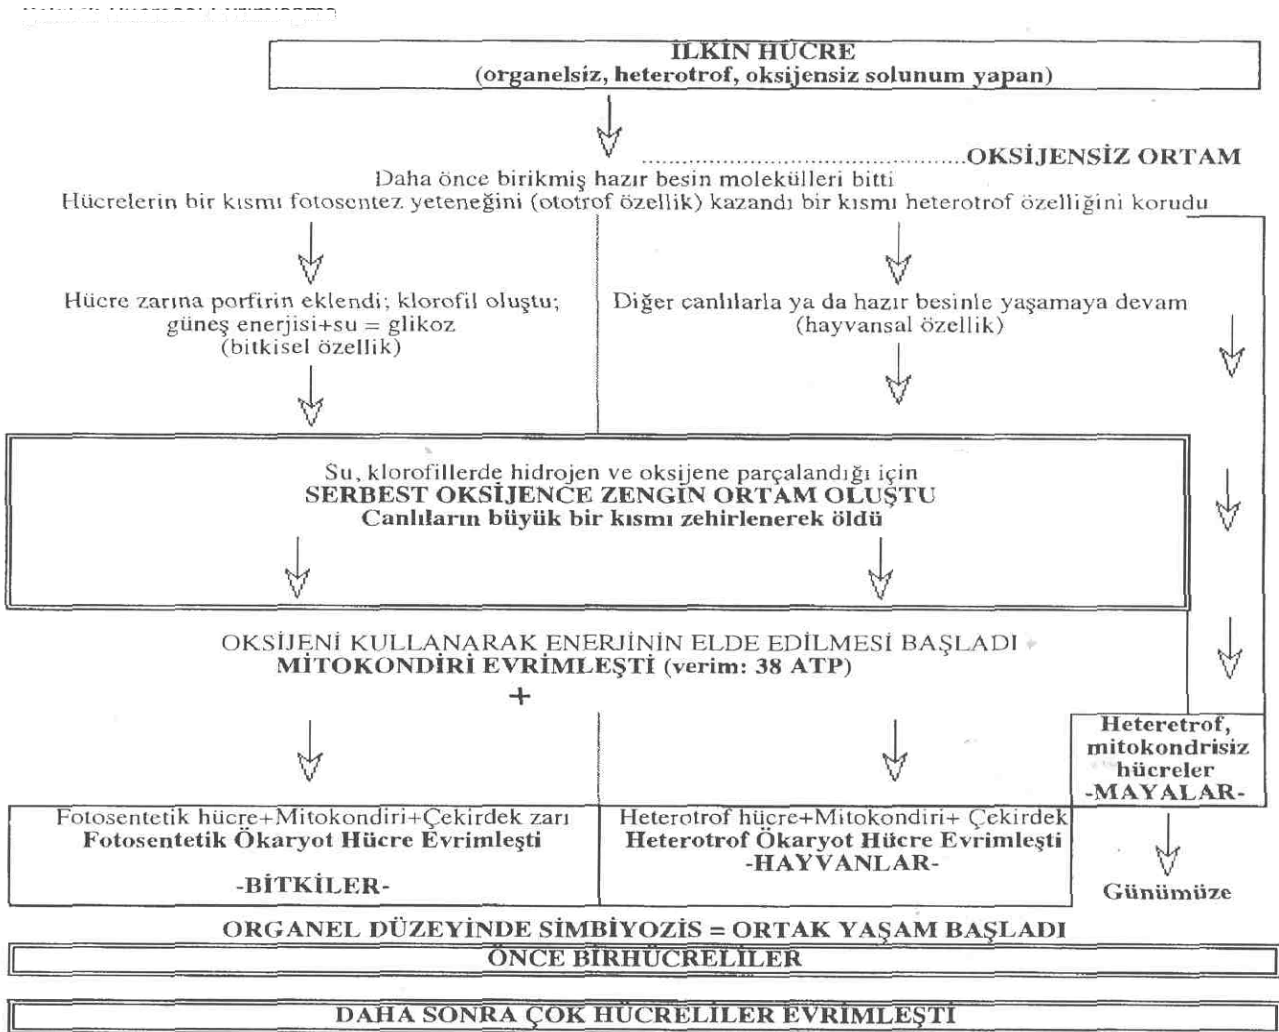 İLKİN HÜCRE
(organelsiz, heterotrof, oksijensiz solunum yapan)
OKSİJENSİZ ORTAM
Daha önce birikmiş hazır besin molekülleri bitti
Hücrelerin bir kısmı fotosentez yeteneğini (ototrof özellik) kazandı bir kısmı heterotrof özelliğini korudu
Hücre zarına porfirin eklendi; klorofil oluştu;
güneş enerjisi+su = glikoz
(bitkisel özellik)
Diğer canlılarla ya da hazır besinle yaşamaya devam
(hayvansal özellik)
Su, klorofillerde hidrojen ve oksijene parçalandığı için
SERBEST OKSİJENCE ZENGİN ORTAM OLUŞTU
Canlıların büyük bir kısmı zehirlenerek öldü
OKSİJENİ KULLANARAK ENERJİNİN ELDE EDİLMESİ BAŞLADI
MİTOKONDİRİ EVRİMLEŞTİ (verim: 38 ATP)
+
Heteretrof,
mitokondrisiz
hücreler
-MAYALAR-
Fotosentetik hücre+Mitokondiri+Çekirdek zarı
Fotosentetik Ökaryot Hücre Evrimleşti
-BİTKİLER-
Heterotrof hücre+Mitokondiri+ Çekirdek
Heterotrof Ökaryot Hücre Evrimleşti
-HAYVANLAR-
Günümüze
ORGANEL DÜZEYİNDE SİMBİYOZİS = ORTAK YAŞAM BAŞLADI
ÖNCE BİRHÜCRELİLER
DAHA SONRA ÇOK HÜCRELİLER EVRİMLEŞTİ